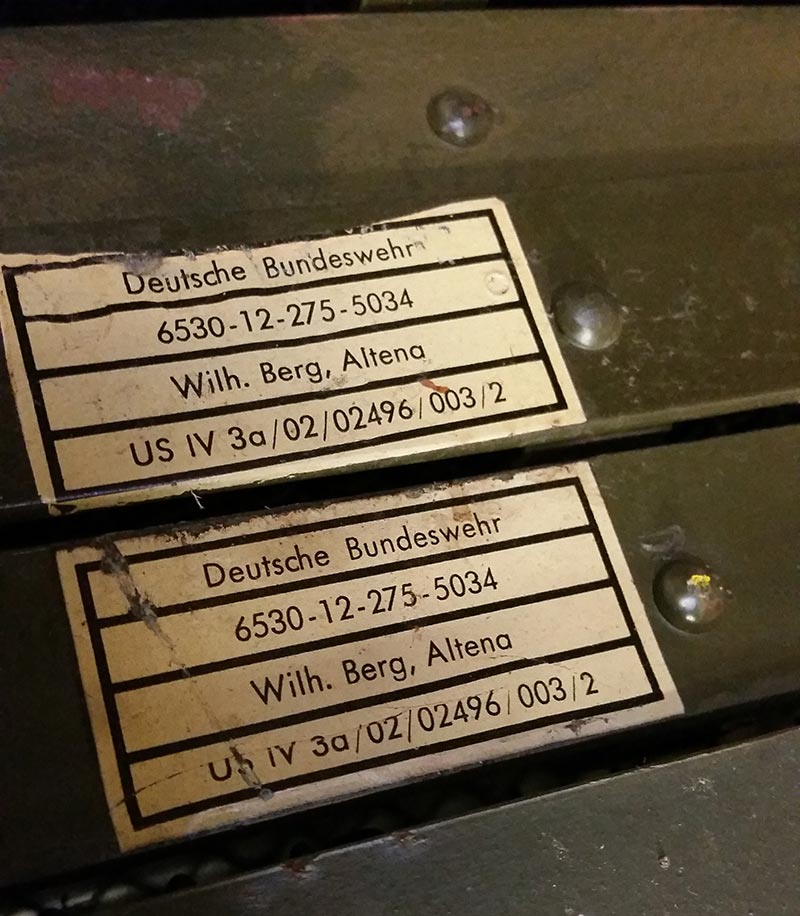 Deutsche Bundeswehr
6530-12-275-5034
Wilh. Berg, Altena
US IV 3a/02/02496/003/2
Deutsche Bundeswehr
6530-12-275-5034
Wilh. Berg, Altena
US IV 3a/02/02496/003/2